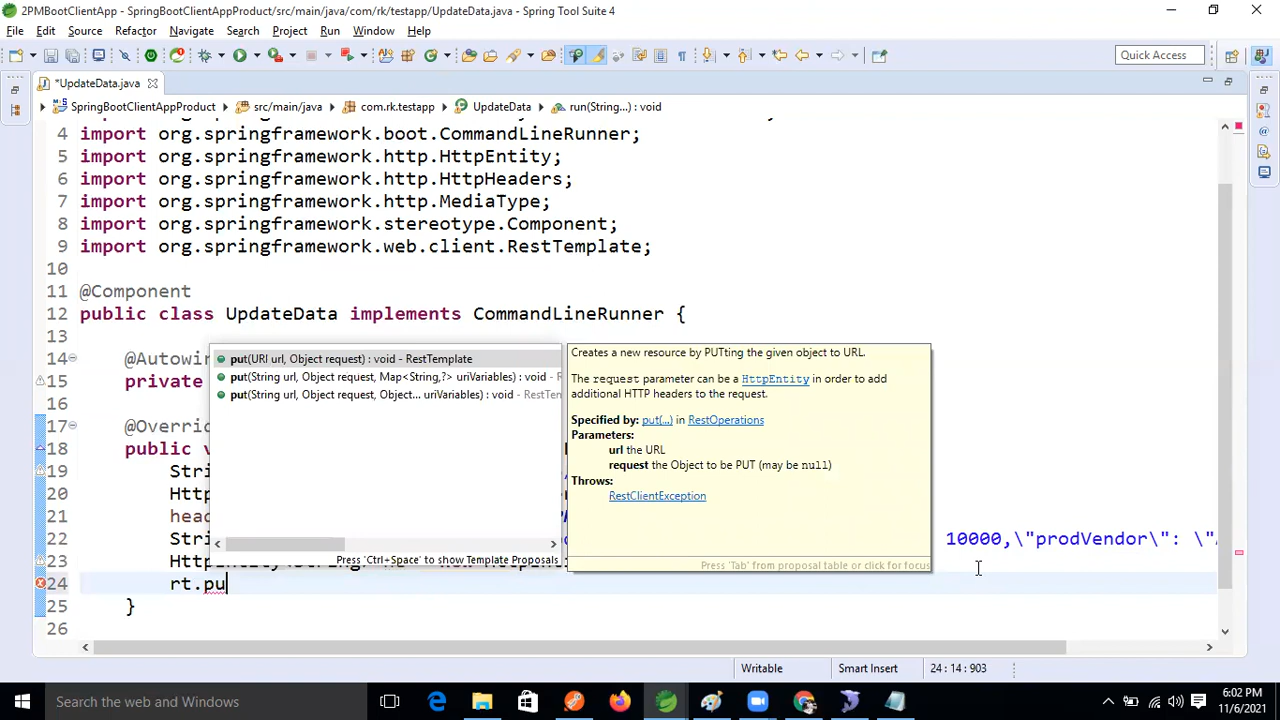 2PMBootClientApp - SpringBootClientAppProduct/src/main/java/com/rk/testapp/UpdateData.java - Spring Tool Suite 4
File Edit Source Refactor Navigate Search Project Run Window Help
Quick Access
*UpdateData.java
SpringBootClientAppProduct src/main/java com.rk.testapp UpdateData run(String...) : void
4 import org.springframework.boot.CommandLineRunner;
5 import org.springframework.http.HttpEntity;
6 import org.springframework.http.HttpHeaders;
7 import org.springframework.http.MediaType;
8 import org.springframework.stereotype.Component;
9 import org.springframework.web.client.RestTemplate;
10
11 @Component
12 public class UpdateData implements CommandLineRunner {
13
14 @Autowir
15 private
16
17 @Overrid
18 public v
19 Stri
20 Http
21 head
22 Stri 10000,\"prodVendor\": \"
23
24 rt.pu
25 }
26
put(URI url, Object request) : void - RestTemplate
put(String url, Object request, Map<String,?> uriVariables) : void - R
put(String url, Object request, Object... uriVariables) : void - RestTem
Press 'Ctrl+Space' to show Template Proposals
Creates a new resource by PUTting the given object to URL.
The request parameter can be a HttpEntity in order to add
additional HTTP headers to the request.
Specified by: put(...) in RestOperations
Parameters:
url the URL
request the Object to be PUT (may be null)
Throws:
RestClientException
Press 'Tab' from proposal table or click for focus
Writable Smart Insert 24 : 14 : 903
Search the web and Windows
6:02 PM
11/6/2021